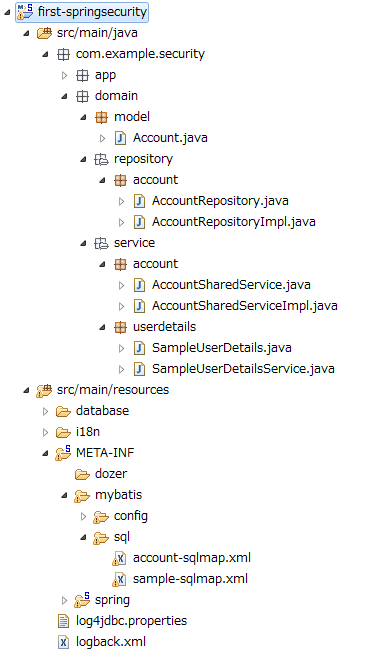 first-springsecurity
src/main/java
com.example.security
app
domain
model
Account.java
repository
account
AccountRepository.java
AccountRepositoryImpl.java
service
account
AccountSharedService.java
AccountSharedServiceImpl.java
userdetails
SampleUserDetails.java
SampleUserDetailsService.java
src/main/resources
database
i18n
META-INF
dozer
mybatis
config
sql
account-sqlmap.xml
sample-sqlmap.xml
spring
log4jdbc.properties
logback.xml